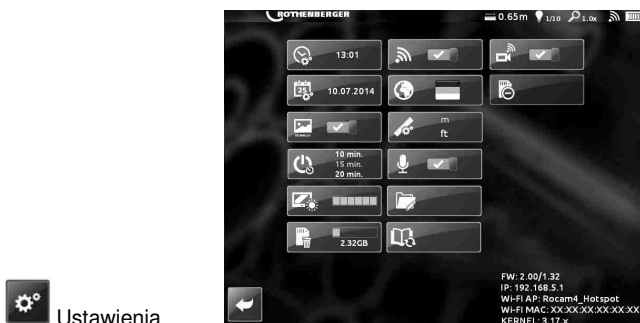 ROTHENBERGER
0.65m 1/10 1.0x
13:01
25 10.07.2014
m
ft
10 min.
15 min.
20 min.
2.32GB
FW: 2.00/1.32
IP: 192.168.5.1
Wi-Fi AP: Rocam4_Hotspot
Wi-Fi MAC: XX:XX:XX:XX:XX:XX
KERNEL: 3.17.x
Ustawienia